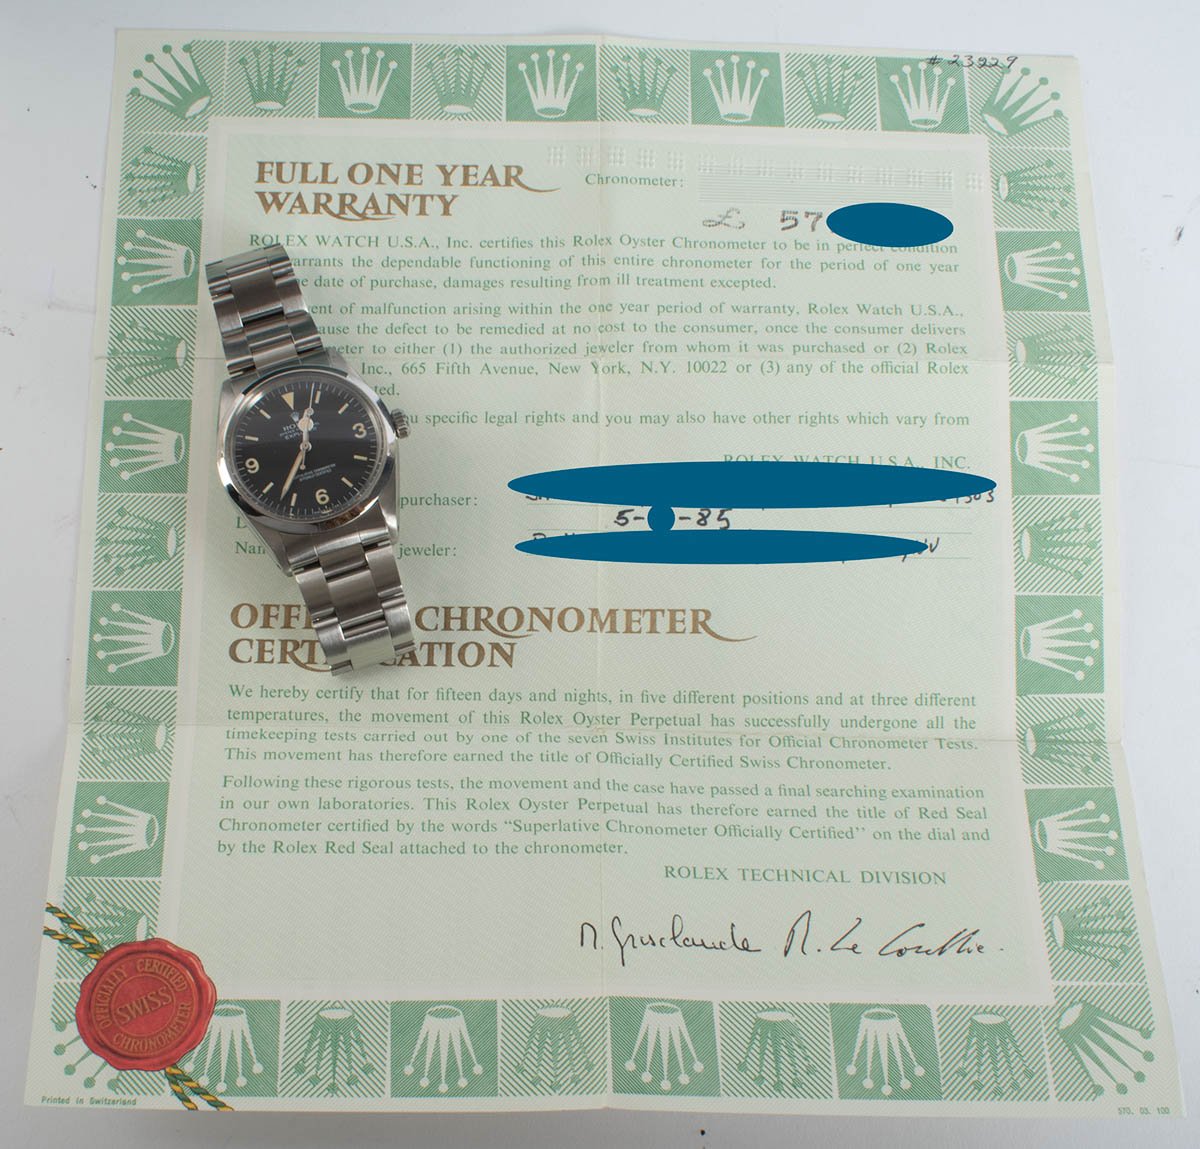 # 23229
FULL ONE YEAR
WARRANTY
Chronometer:
57
ROLEX WATCH U.S.A., Inc. certifies this Rolex Oyster Chronometer to be in perfect condition
warrants the dependable functioning of this entire chronometer for the period of one year
date of purchase, damages resulting from ill treatment excepted.
of malfunction arising within the one year period of warranty, Rolex Watch U.S.A.,
the defect to be remedied at no cost to the consumer, once the consumer delivers
to either (1) the authorized jeweler from whom it was purchased or (2) Rolex
Inc., 665 Fifth Avenue, New York, N.Y. 10022 or (3) any of the official Rolex
specific legal rights and you may also have other rights which vary from
ROLEX WATCH U.S.A., INC.
purchaser:
5- -85
jeweler:
3
6
9
OFFI CHRONOMETER
CERT CATION
We hereby certify that for fifteen days and nights, in five different positions and at three different
temperatures, the movement of this Rolex Oyster Perpetual has successfully undergone all the
timekeeping tests carried out by one of the seven Swiss Institutes for Official Chronometer Tests.
This movement has therefore earned the title of Officially Certified Swiss Chronometer.
Following these rigorous tests, the movement and the case have passed a final searching examination
in our own laboratories. This Rolex Oyster Perpetual has therefore earned the title of Red Seal
Chronometer certified by the words “Superlative Chronometer Officially Certified” on the dial and
by the Rolex Red Seal attached to the chronometer.
ROLEX TECHNICAL DIVISION
OFFICIALLY CERTIFIED
SWISS
CHRONOMETER
Printed in Switzerland
570. 03. 100